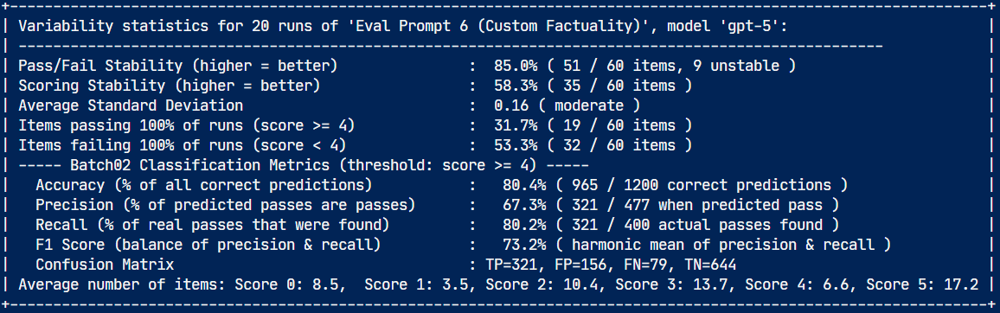 +------------------------------------------------------------------------------------------------------------------+
| Variability statistics for 20 runs of 'Eval Prompt 6 (Custom Factuality)', model 'gpt-5':                        |
| -----------------------------------------------------------------------------------------------------            |
| Pass/Fail Stability (higher = better)               :  85.0% ( 51 / 60 items, 9 unstable )                       |
| Scoring Stability (higher = better)                 :  58.3% ( 35 / 60 items )                                   |
| Average Standard Deviation                          :  0.16 ( moderate )                                         |
| Items passing 100% of runs (score >= 4)             :  31.7% ( 19 / 60 items )                                   |
| Items failing 100% of runs (score < 4)              :  53.3% ( 32 / 60 items )                                   |
| ----- Batch02 Classification Metrics (threshold: score >= 4) -----                                               |
|   Accuracy (% of all correct predictions)           :   80.4% ( 965 / 1200 correct predictions )                 |
|   Precision (% of predicted passes are passes)      :   67.3% ( 321 / 477 when predicted pass )                  |
|   Recall (% of real passes that were found)         :   80.2% ( 321 / 400 actual passes found )                  |
|   F1 Score (balance of precision & recall)          :   73.2% ( harmonic mean of precision & recall )            |
|   Confusion Matrix                                  : TP=321, FP=156, FN=79, TN=644                              |
| Average number of items: Score 0: 8.5,  Score 1: 3.5, Score 2: 10.4, Score 3: 13.7, Score 4: 6.6, Score 5: 17.2 |
+------------------------------------------------------------------------------------------------------------------+